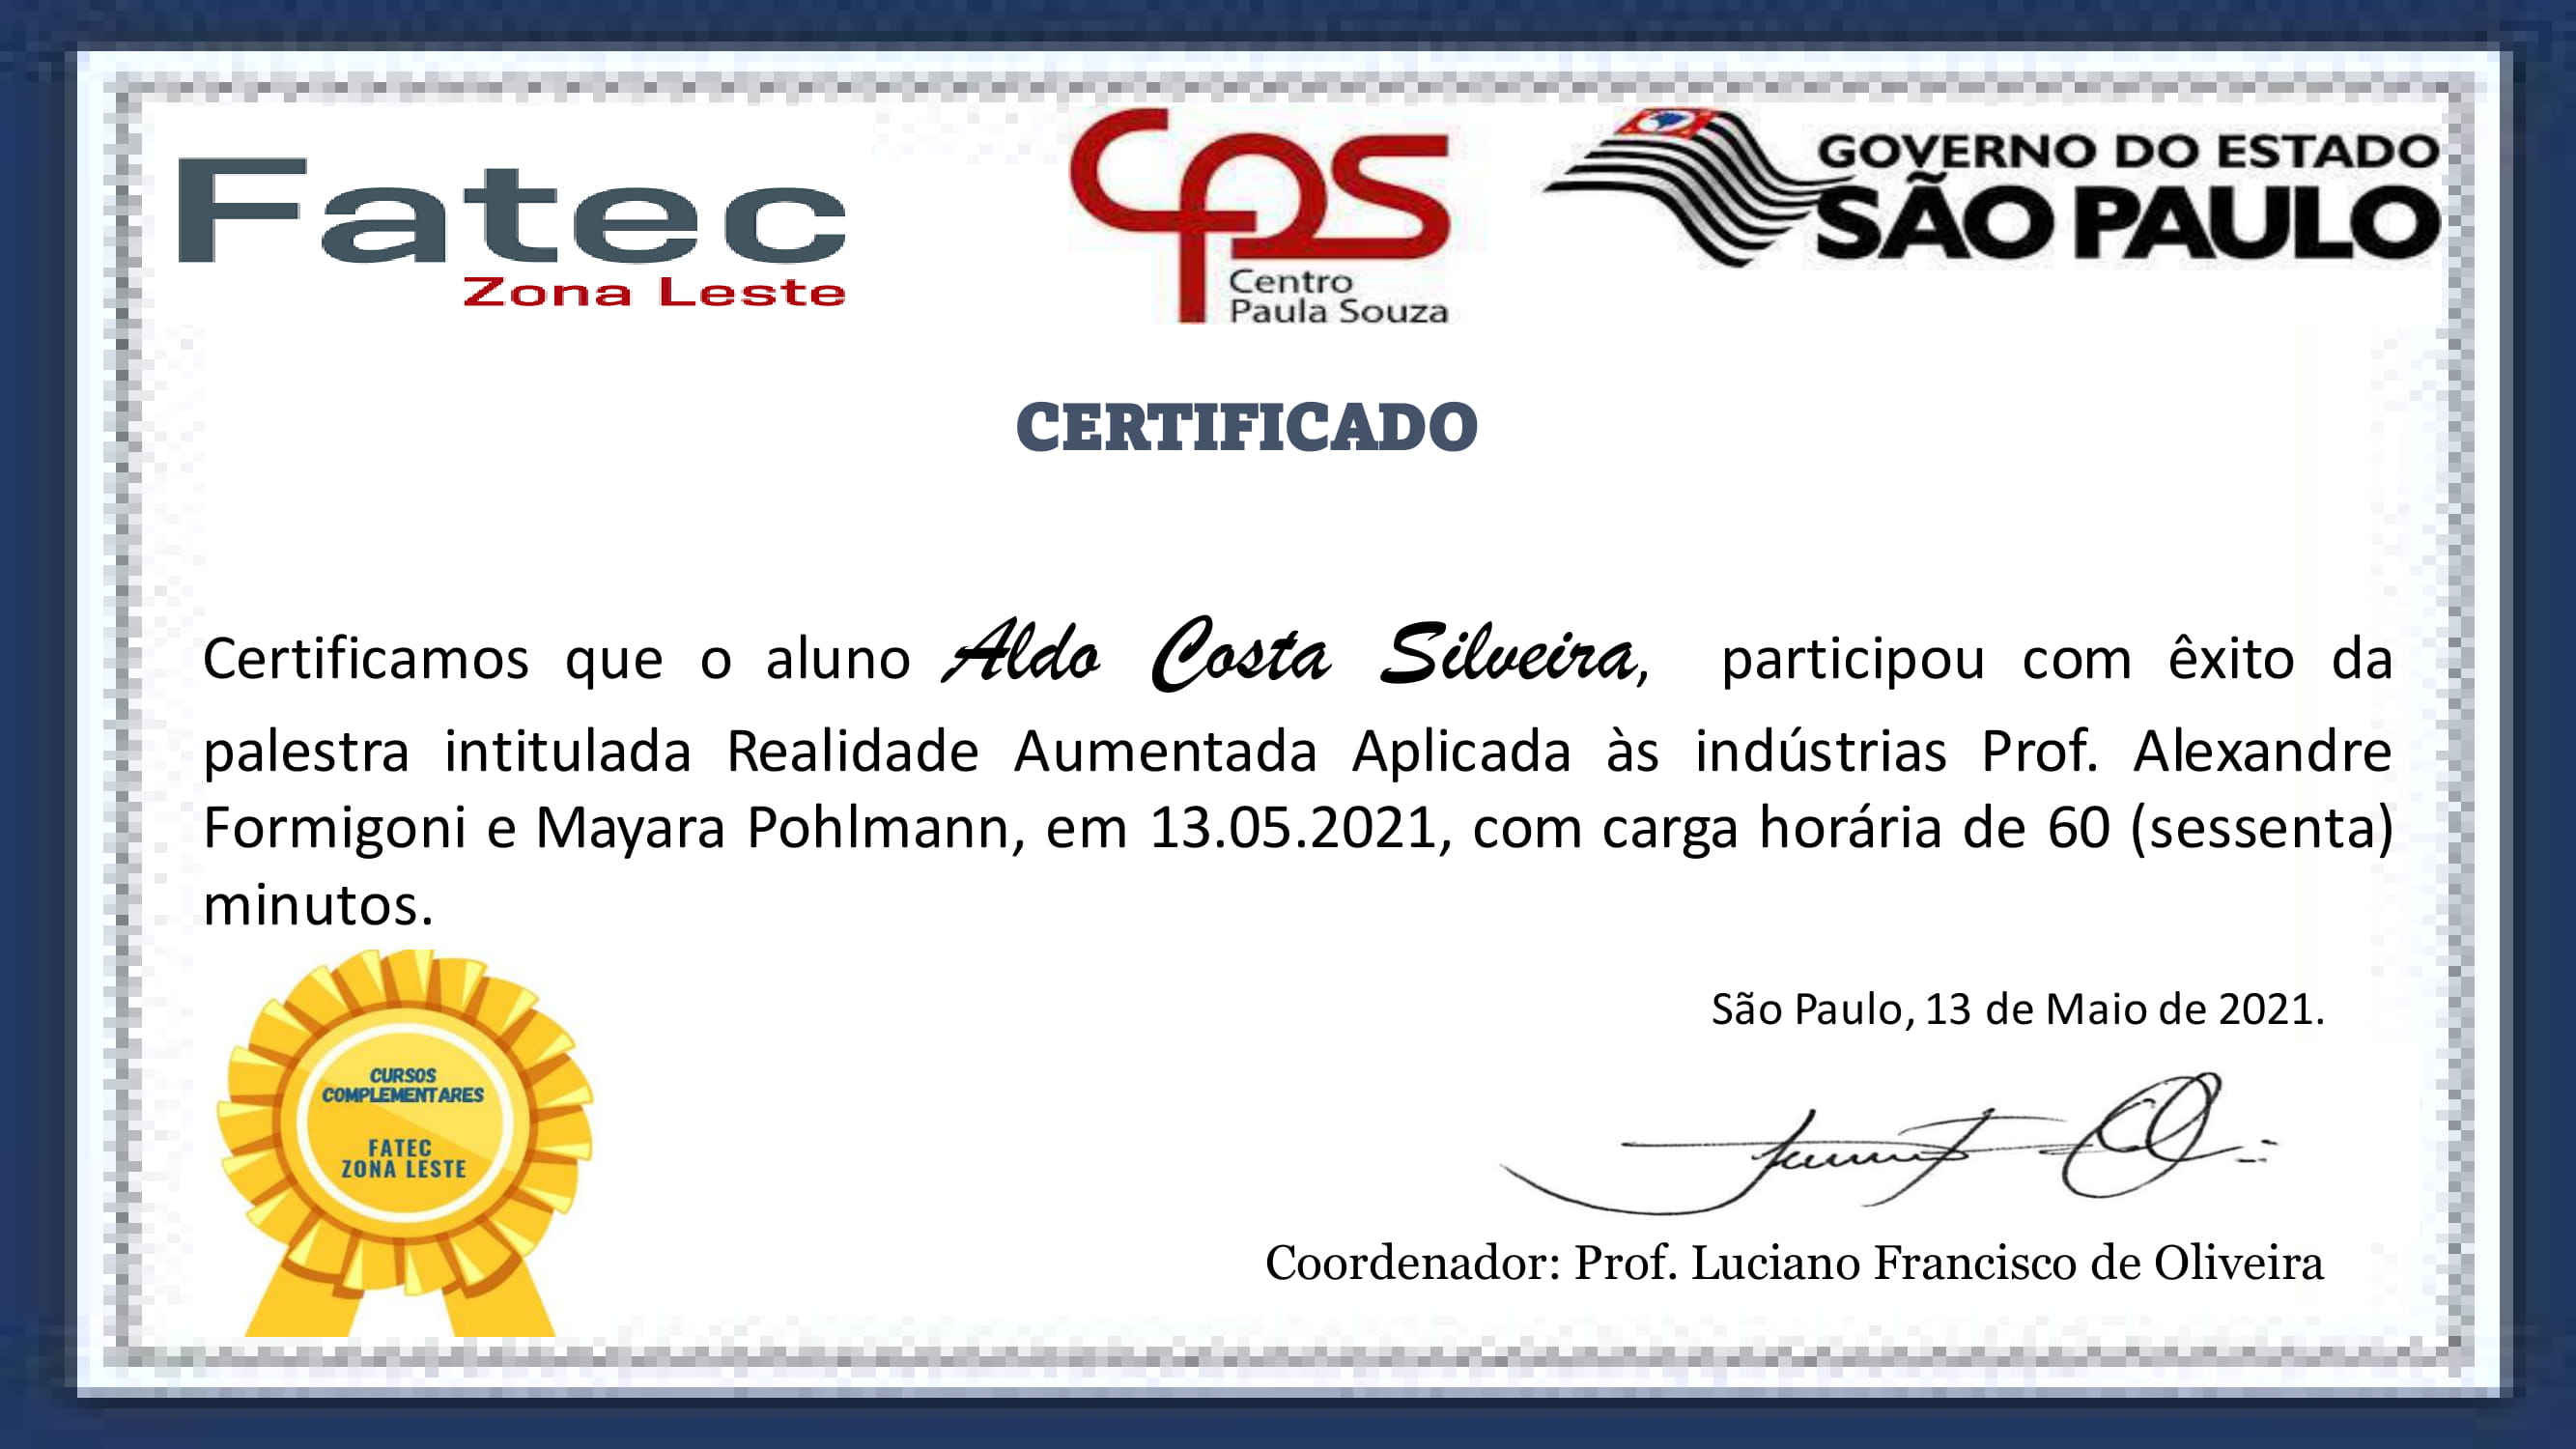 Fatec
Zona Leste
cps
Centro
Paula Souza
GOVERNO DO ESTADO
SÃO PAULO
CERTIFICADO
Certificamos que o aluno Aldo Costa Silveira, participou com êxito da
palestra intitulada Realidade Aumentada Aplicada às indústrias Prof. Alexandre
Formigoni e Mayara Pohlmann, em 13.05.2021, com carga horária de 60 (sessenta)
minutos.
São Paulo, 13 de Maio de 2021.
CURSOS
COMPLEMENTARES
FATEC
ZONA LESTE
Coordenador: Prof. Luciano Francisco de Oliveira